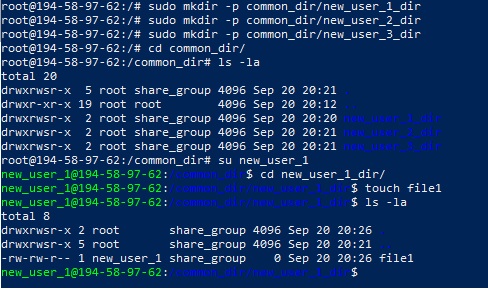 root@194-58-97-62:/# sudo mkdir -p common_dir/new_user_1_dir
root@194-58-97-62:/# sudo mkdir -p common_dir/new_user_2_dir
root@194-58-97-62:/# sudo mkdir -p common_dir/new_user_3_dir
root@194-58-97-62:/# cd common_dir/
root@194-58-97-62:/common_dir# ls -la
total 20
drwxrwsr-x  5 root share_group 4096 Sep 20 20:21 .
drwxr-xr-x 19 root root        4096 Sep 20 20:12 ..
drwxrwsr-x  2 root share_group 4096 Sep 20 20:20 new_user_1_dir
drwxrwsr-x  2 root share_group 4096 Sep 20 20:21 new_user_2_dir
drwxrwsr-x  2 root share_group 4096 Sep 20 20:21 new_user_3_dir
root@194-58-97-62:/common_dir# su new_user_1
new_user_1@194-58-97-62:/common_dir$ cd new_user_1_dir/
new_user_1@194-58-97-62:/common_dir/new_user_1_dir$ touch file1
new_user_1@194-58-97-62:/common_dir/new_user_1_dir$ ls -la
total 8
drwxrwsr-x 2 root       share_group 4096 Sep 20 20:26 .
drwxrwsr-x 5 root       share_group 4096 Sep 20 20:21 ..
-rw-rw-r-- 1 new_user_1 share_group    0 Sep 20 20:26 file1
new_user_1@194-58-97-62:/common_dir/new_user_1_dir$